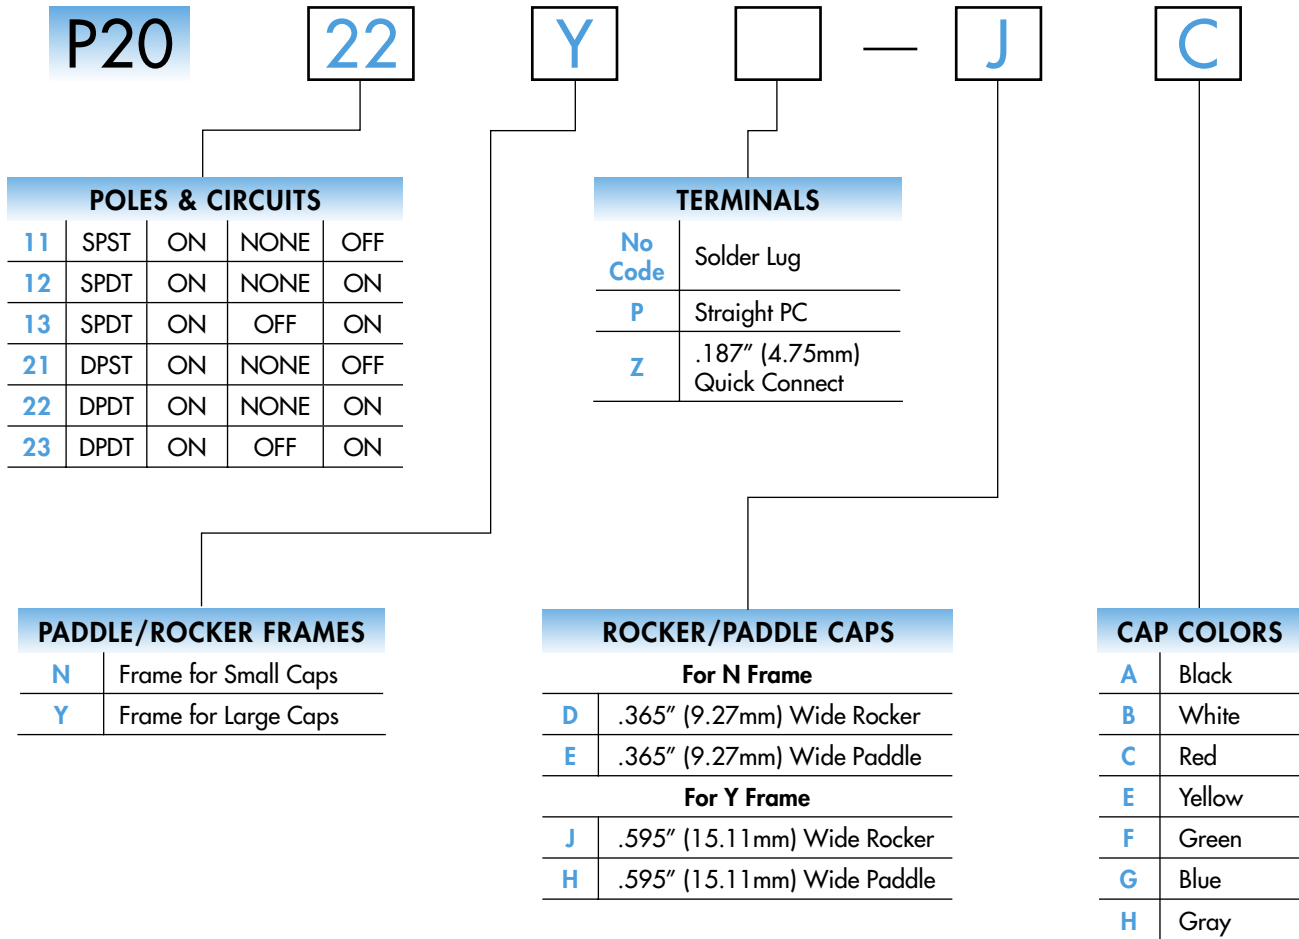 P20 22 Y — J C
POLES & CIRCUITS
11 SPST ON NONE OFF
12 SPDT ON NONE ON
13 SPDT ON OFF ON
21 DPST ON NONE OFF
22 DPDT ON NONE ON
23 DPDT ON OFF ON
TERMINALS
No
Code Solder Lug
P Straight PC
Z .187" (4.75mm)
Quick Connect
PADDLE/ROCKER FRAMES
N Frame for Small Caps
Y Frame for Large Caps
ROCKER/PADDLE CAPS
For N Frame
D .365" (9.27mm) Wide Rocker
E .365" (9.27mm) Wide Paddle
For Y Frame
J .595" (15.11mm) Wide Rocker
H .595" (15.11mm) Wide Paddle
CAP COLORS
A Black
B White
C Red
E Yellow
F Green
G Blue
H Gray